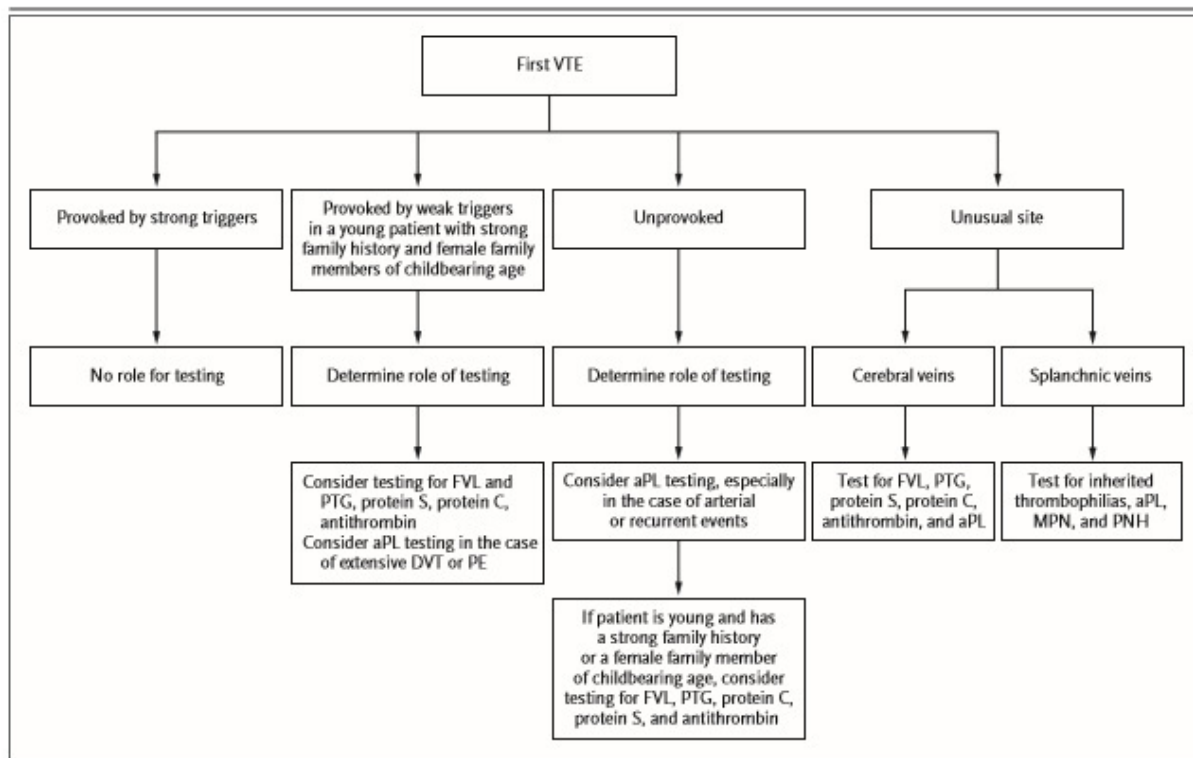 First VTE
Provoked by strong triggers
Provoked by weak triggers
in a young patient with strong
family history and female family
members of childbearing age
Unprovoked
Unusual site
No role for testing
Determine role of testing
Determine role of testing
Cerebral veins
Splanchnic veins
Consider testing for FVL and
PTG, protein S, protein C,
antithrombin
Consider aPL testing in the case
of extensive DVT or PE
Consider aPL testing, especially
in the case of arterial
or recurrent events
Test for FVL, PTG,
protein S, protein C,
antithrombin, and aPL
Test for inherited
thrombophilias, aPL,
MPN, and PNH
If patient is young and has
a strong family history
or a female family member
of childbearing age, consider
testing for FVL, PTG, protein C,
protein S, and antithrombin